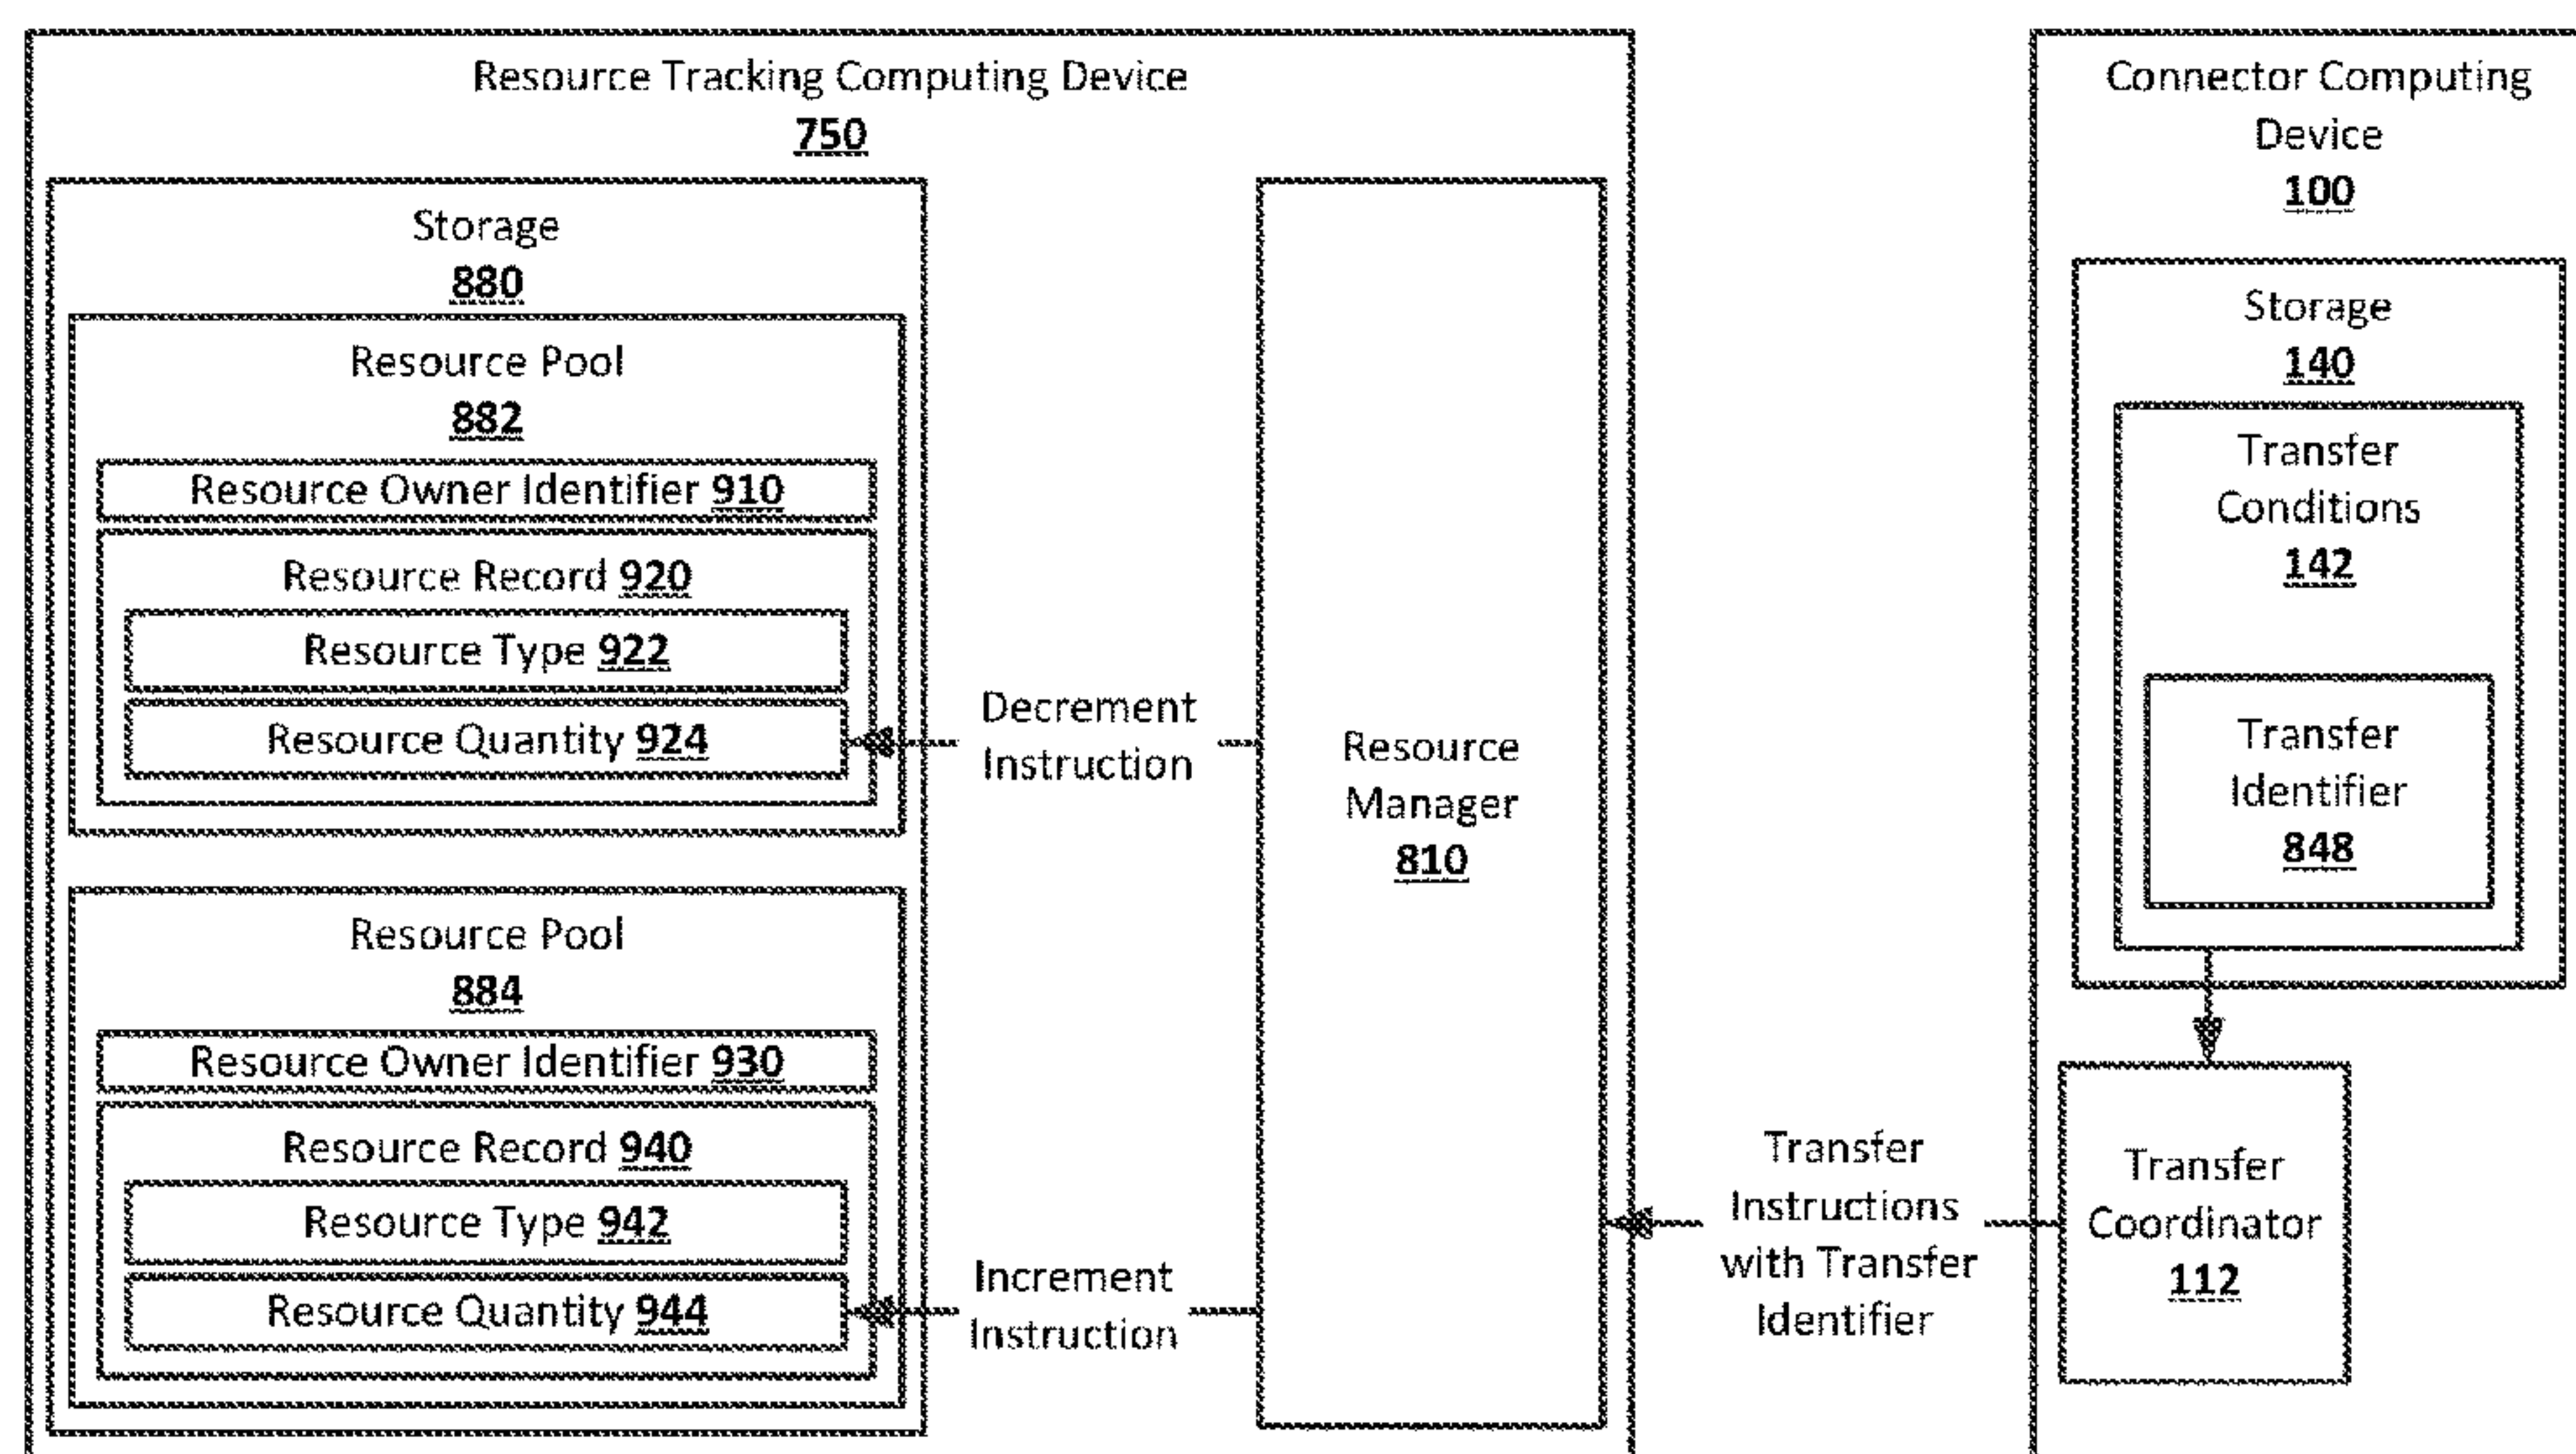 Resource Tracking Computing Device
750
Storage
880
Resource Pool
882
Resource Owner Identifier 910
Resource Record 920
Resource Type 922
Resource Quantity 924
Resource Pool
884
Resource Owner Identifier 930
Resource Record 940
Resource Type 942
Resource Quantity 944
Decrement
Instruction
Increment
Instruction
Resource
Manager
810
Transfer
Instructions
with Transfer
Identifier
Connector Computing
Device
100
Storage
140
Transfer
Conditions
142
Transfer
Identifier
848
Transfer
Coordinator
112